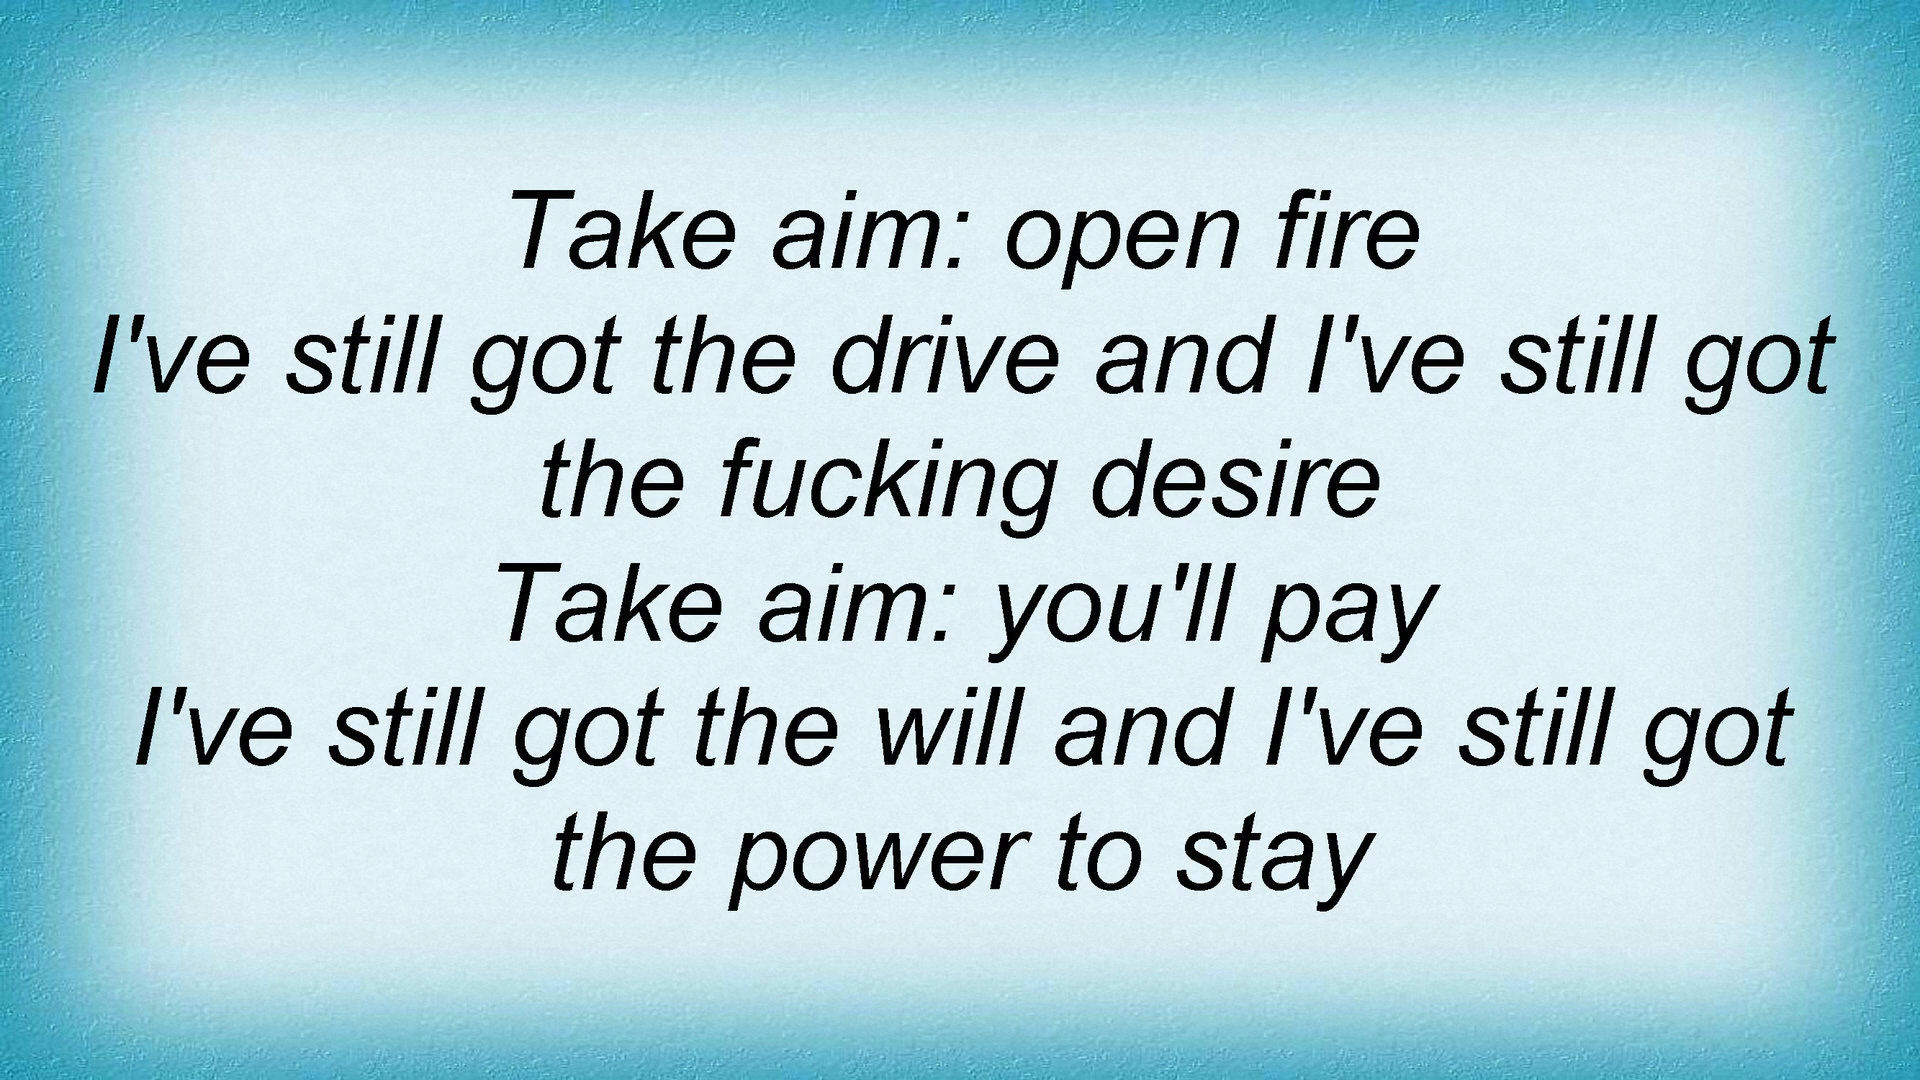 Take aim: open fire
I've still got the drive and I've still got
the fucking desire
Take aim: you'll pay
I've still got the will and I've still got
the power to stay